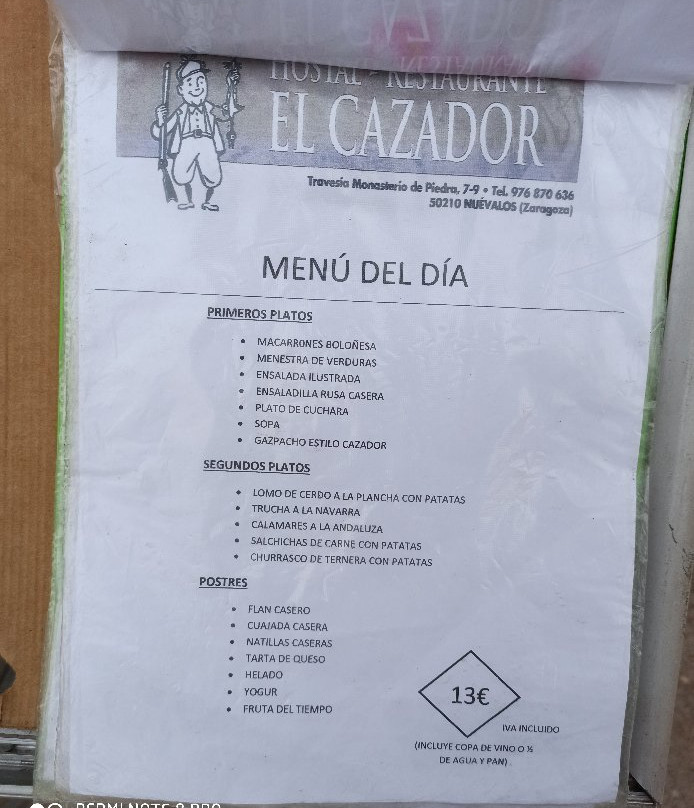 HOSTAL - RESTAURANTE
EL CAZADOR
Travesía Monasterio de Piedra, 7-9 • Tel. 976 870 636
50210 NUÉVALOS (Zaragoza)
MENÚ DEL DÍA
PRIMEROS PLATOS
• MACARRONES BOLOÑESA
• MENESTRA DE VERDURAS
• ENSALADA ILUSTRADA
• ENSALADILLA RUSA CASERA
• PLATO DE CUCHARA
• SOPA
• GAZPACHO ESTILO CAZADOR
SEGUNDOS PLATOS
• LOMO DE CERDO A LA PLANCHA CON PATATAS
• TRUCHA A LA NAVARRA
• CALAMARES A LA ANDALUZA
• SALCHICHAS DE CARNE CON PATATAS
• CHURRASCO DE TERNERA CON PATATAS
POSTRES
• FLAN CASERO
• CUAJADA CASERA
• NATILLAS CASERAS
• TARTA DE QUESO
• HELADO
• YOGUR
• FRUTA DEL TIEMPO
13€
IVA INCLUIDO
(INCLUYE COPA DE VINO O ½
DE AGUA Y PAN)